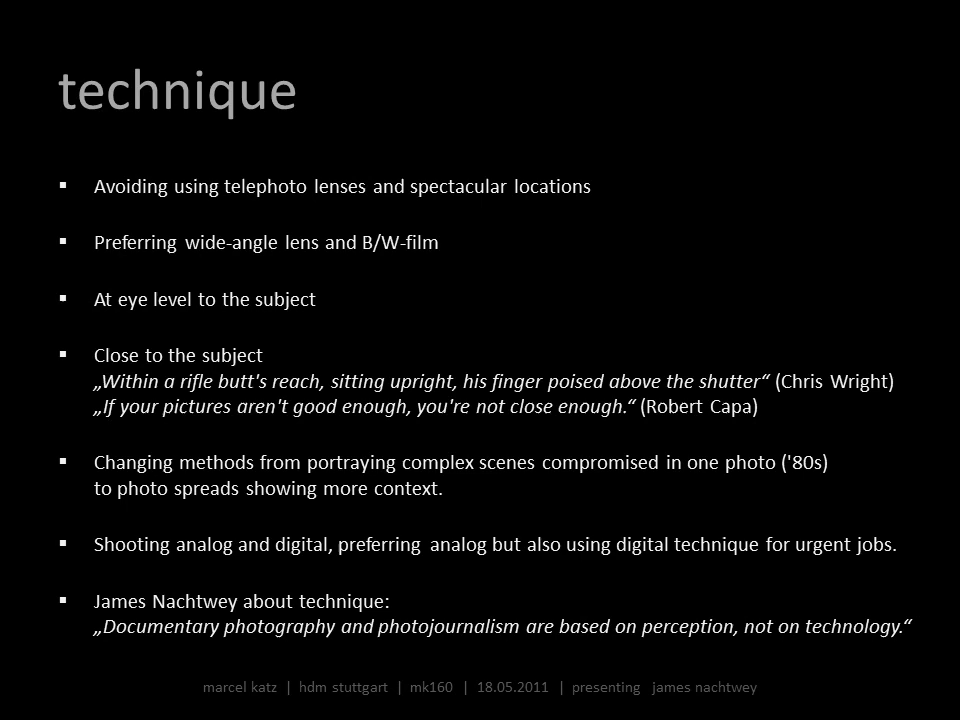 technique
▪ Avoiding using telephoto lenses and spectacular locations
▪ Preferring wide-angle lens and B/W-film
▪ At eye level to the subject
▪ Close to the subject
„Within a rifle butt's reach, sitting upright, his finger poised above the shutter“ (Chris Wright)
„If your pictures aren't good enough, you're not close enough.“ (Robert Capa)
▪ Changing methods from portraying complex scenes compromised in one photo ('80s)
to photo spreads showing more context.
▪ Shooting analog and digital, preferring analog but also using digital technique for urgent jobs.
▪ James Nachtwey about technique:
„Documentary photography and photojournalism are based on perception, not on technology.“
marcel katz | hdm stuttgart | mk160 | 18.05.2011 | presenting james nachtwey